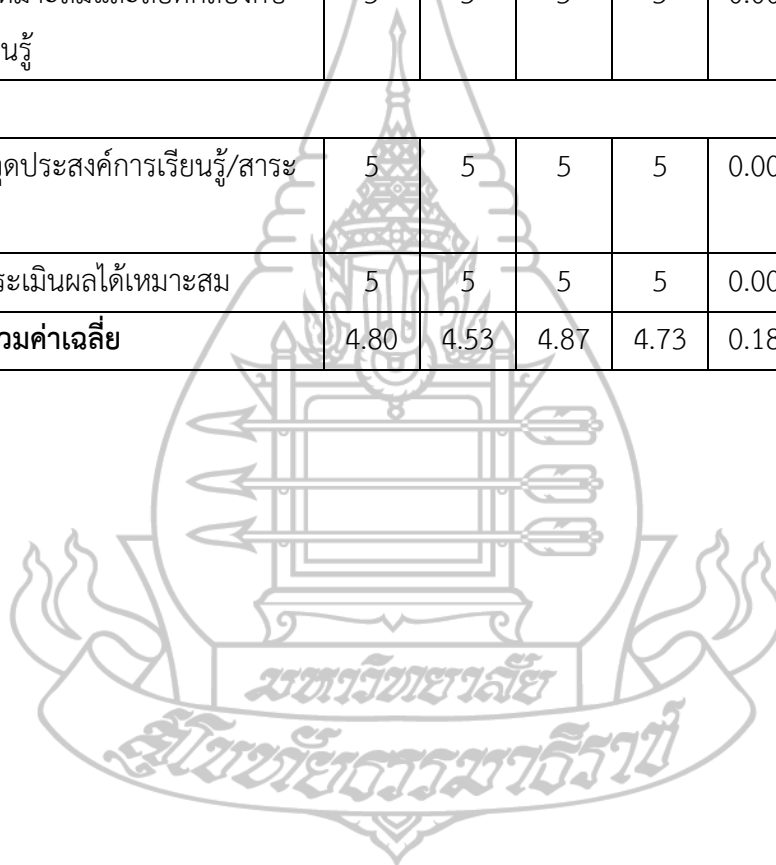 นรู้
ดประสงค์การเรียนรู้/สาระ 5 5 5 5 0.00
ระเมินผลได้เหมาะสม 5 5 5 5 0.00
วมค่าเฉลี่ย 4.80 4.53 4.87 4.73 0.18
มหาวิทยาลัย
สุโขทัยธรรมาธิราช